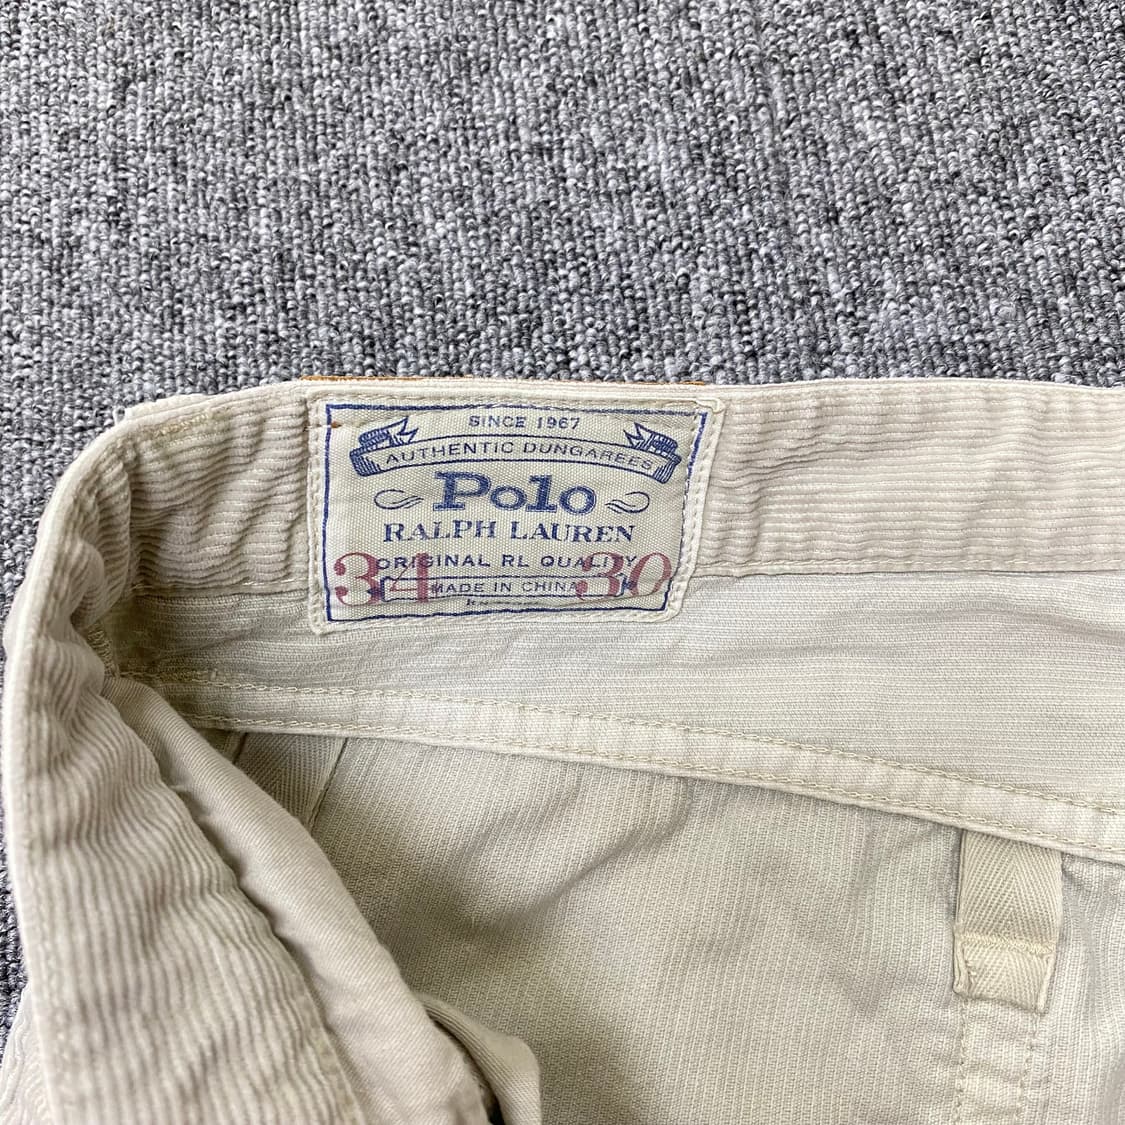 SINCE 1967
AUTHENTIC DUNGAREES
Polo
RALPH LAUREN
ORIGINAL RL QUALITY
34 30
MADE IN CHINA